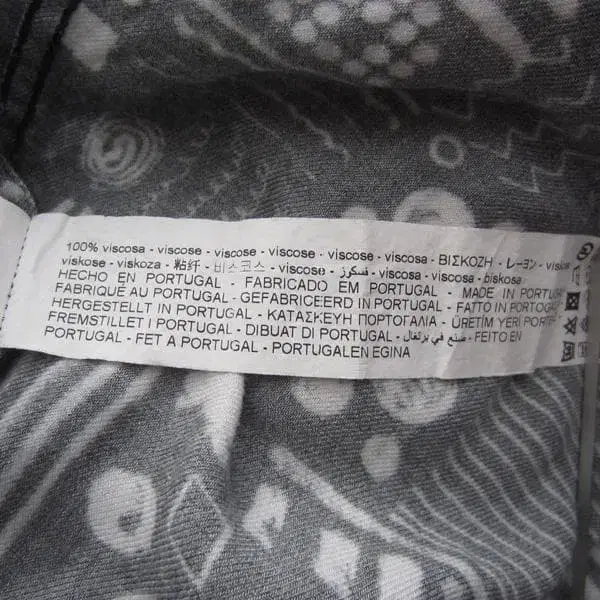 100% viscosa - viscose - viscose - viscose - viscose - viscosa - ΒΙΣΚΟΖΗ - レーヨン - viskose
viskose - viskoza - 粘纤 - 비스코스 - viscose - فسكوز - viscosa - viscosa - biskosa
HECHO EN PORTUGAL - FABRICADO EM PORTUGAL - MADE IN PORTUGAL
FABRIQUÉ AU PORTUGAL - GEFABRICEERD IN PORTUGAL - FATTO IN PORTOGALLO
HERGESTELLT IN PORTUGAL - ΚΑΤΑΣΚΕΥΗ ΠΟΡΤΟΓΑΛΙΑ - ÜRETİM YERİ PORTEKİZ
FREMSTILLET I PORTUGAL - DIBUAT DI PORTUGAL - صنع في برتغال - FEITO EN
PORTUGAL - FET A PORTUGAL - PORTUGALEN EGINA